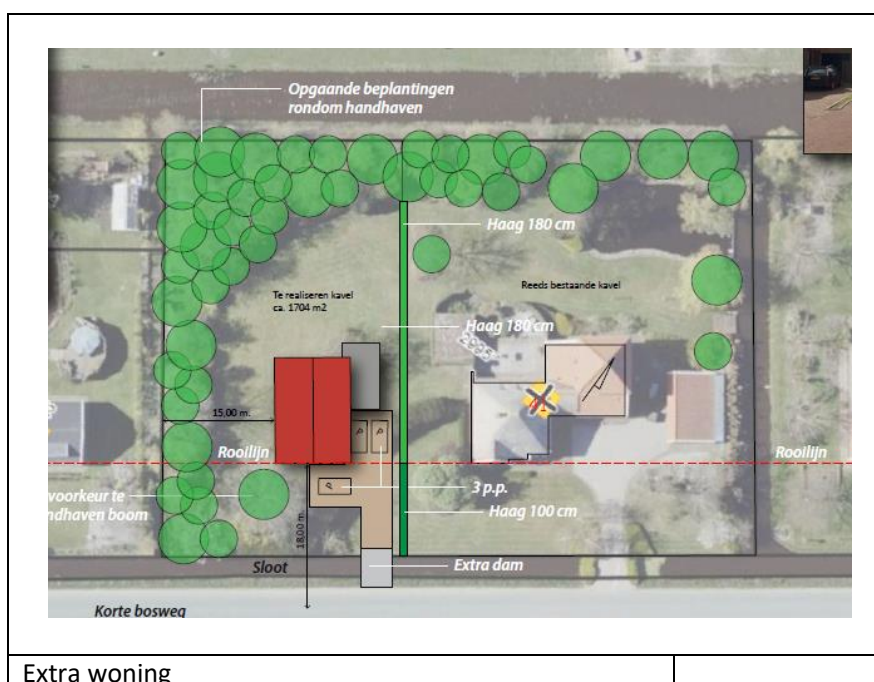 Opgaande beplantingen
rondom handhaven
Haag 180 cm
Te realiseren kavel
ca. 1704 m2
Reeds bestaande kavel
Haag 180 cm
15,00 m.
Rooilijn
Rooilijn
voorkeur te
ndhaven boom
3 p.p.
Haag 100 cm
18,00 m.
Sloot
Extra dam
Korte bosweg
Extra woning